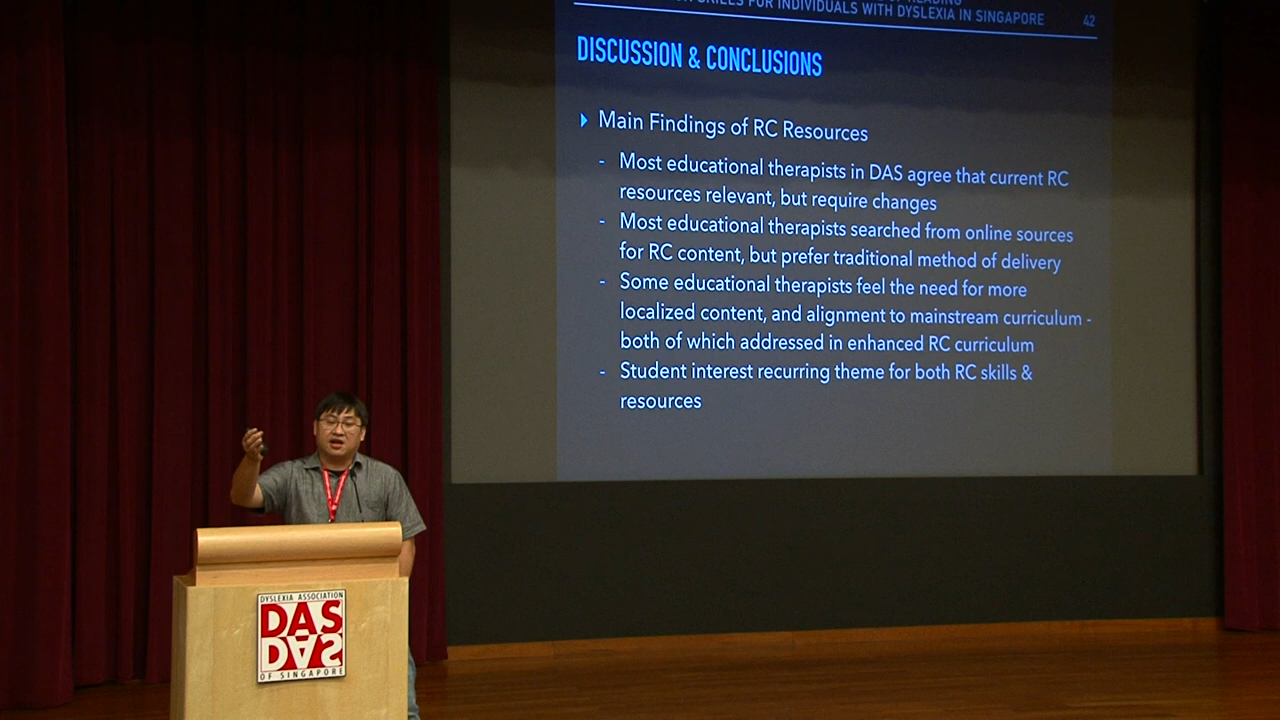 SKILLS FOR INDIVIDUALS WITH DYSLEXIA IN SINGAPORE 42
DISCUSSION & CONCLUSIONS
Main Findings of RC Resources
- Most educational therapists in DAS agree that current RC
resources relevant, but require changes
- Most educational therapists searched from online sources
for RC content, but prefer traditional method of delivery
- Some educational therapists feel the need for more
localized content, and alignment to mainstream curriculum -
both of which addressed in enhanced RC curriculum
- Student interest recurring theme for both RC skills &
resources
DYSLEXIA ASSOCIATION
DAS
DAS
OF SINGAPORE